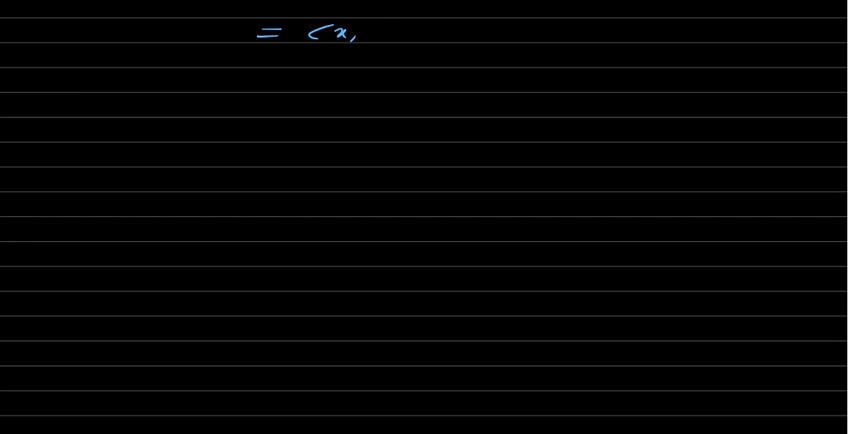 = <x,